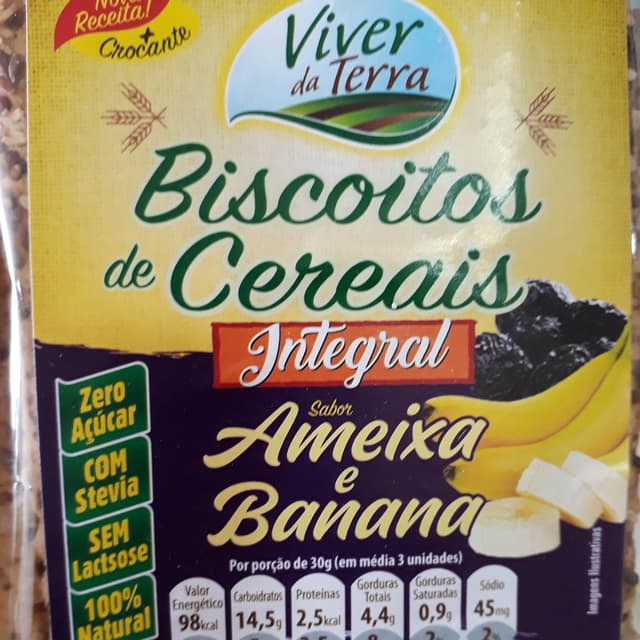 Nova
Receita!
+
Crocante
Viver
da Terra
Biscoitos
de Cereais
Integral
Sabor
Ameixa
e
Banana
Zero
Açúcar
COM
Stevia
SEM
Lactsose
100%
Natural
Por porção de 30g (em média 3 unidades)
Valor
Energético
98kcal
Carboidratos
14,5g
Proteínas
2,5kcal
Gorduras
Totais
4,4g
Gorduras
Saturadas
0,9g
Sódio
45mg
Imagens Ilustrativas